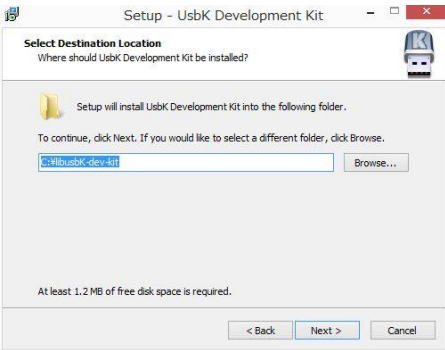 Setup - UsbK Development Kit
Select Destination Location
Where should UsbK Development Kit be installed?
K
Setup will install UsbK Development Kit into the following folder.
To continue, click Next. If you would like to select a different folder, click Browse.
C:¥libusbK-dev-kit
Browse...
At least 1.2 MB of free disk space is required.
< Back
Next >
Cancel